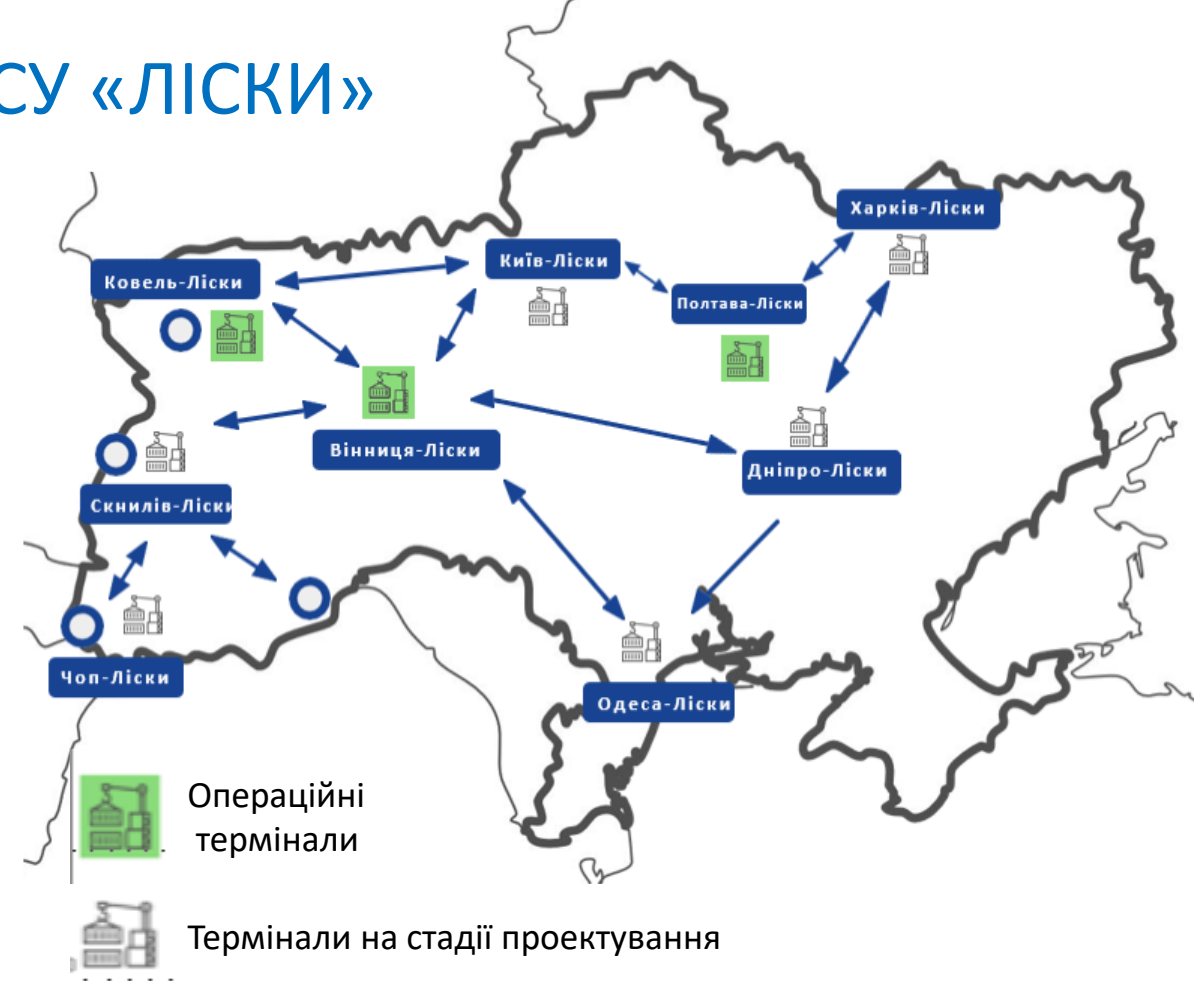 СУ «ЛІСКИ»
Харків-Ліски
Київ-Ліски
Ковель-Ліски
Полтава-Ліски
Вінниця-Ліски
Дніпро-Ліски
Скнилів-Ліски
Чоп-Ліски
Одеса-Ліски
Операційні
термінали
Термінали на стадії проектування